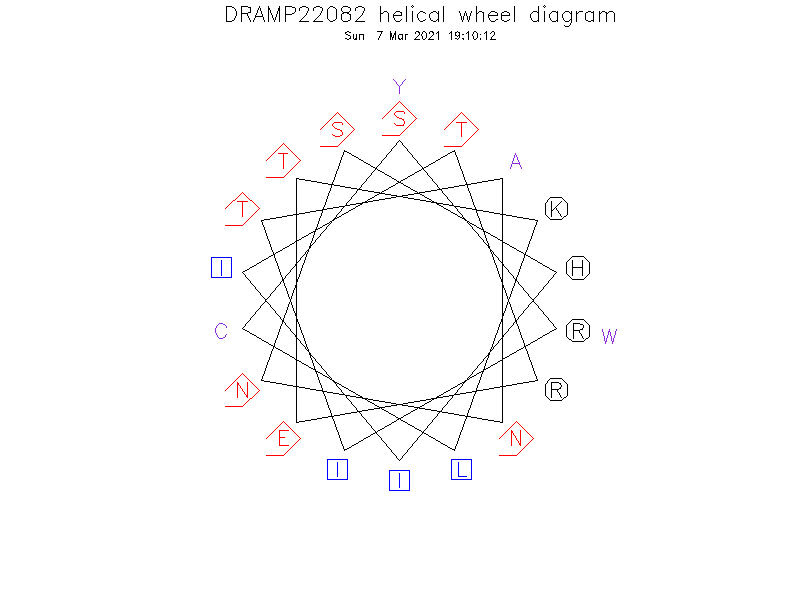 DRAMP22082 helical wheel diagram
Sun 7 Mar 2021 19:10:12
Y
S S T
T A
T K
I H
C R W
N R
E N
I I L